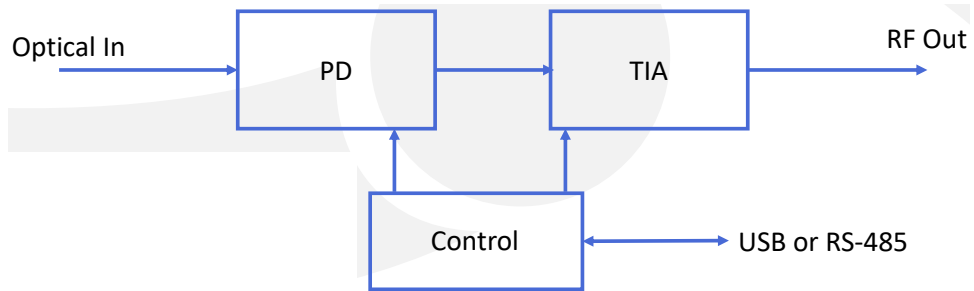 Optical In
PD
TIA
RF Out
Control
USB or RS-485